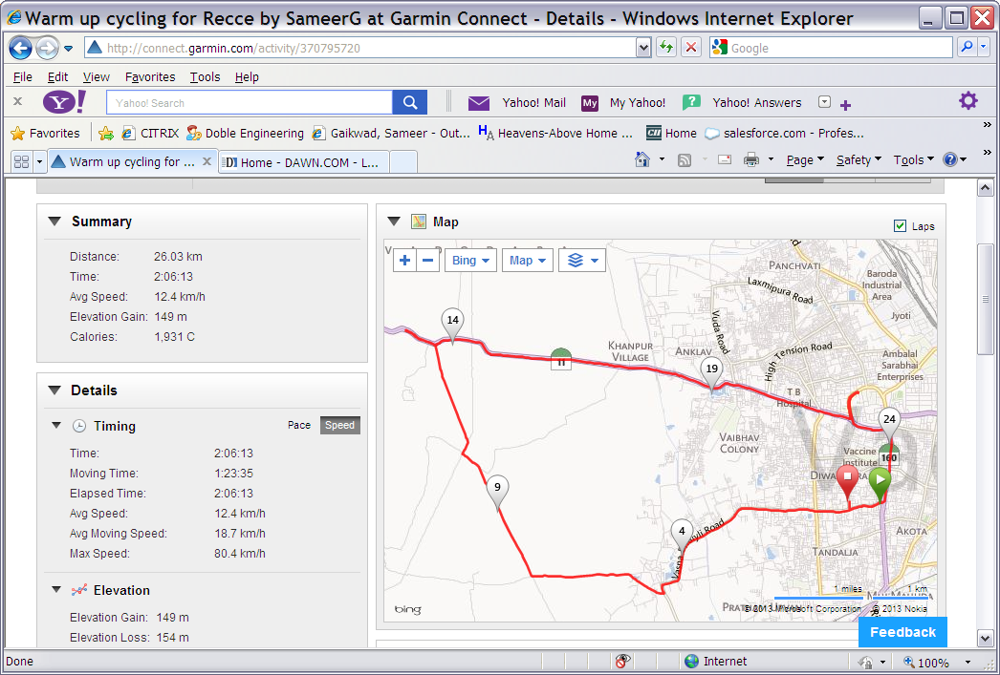 Warm up cycling for Recce by SameerG at Garmin Connect - Details - Windows Internet Explorer
http://connect.garmin.com/activity/370795720
Google
File Edit View Favorites Tools Help
Y!
Yahoo! Search
Yahoo! Mail
My
My Yahoo!
Yahoo! Answers
Favorites
CITRIX
Doble Engineering
Gaikwad, Sameer - Out...
Heavens-Above Home ...
Home
salesforce.com - Profes...
Warm up cycling for ...
Home - DAWN.COM - L...
Page
Safety
Tools
Summary
Distance: 26.03 km
Time: 2:06:13
Avg Speed: 12.4 km/h
Elevation Gain: 149 m
Calories: 1,931 C
Details
Timing
Pace
Speed
Time: 2:06:13
Moving Time: 1:23:35
Elapsed Time: 2:06:13
Avg Speed: 12.4 km/h
Avg Moving Speed: 18.7 km/h
Max Speed: 80.4 km/h
Elevation
Elevation Gain: 149 m
Elevation Loss: 154 m
Map
Laps
Bing
Map
PANCHVATI
Baroda
Industrial
Area
Laxmipura Road
Jyoti
Vuda Road
14
KHANPUR
VILLAGE
ANKLAV
High Tension Road
Ambalal
Sarabhai
Enterprises
11
19
T B
Hospital
24
VAIBHAV
COLONY
Vaccine
Institute
160
9
4
AKOTA
TANDALJA
1 miles
1 km
bing
© 2013 Microsoft Corporation
© 2013 Nokia
Feedback
Done
Internet
100%